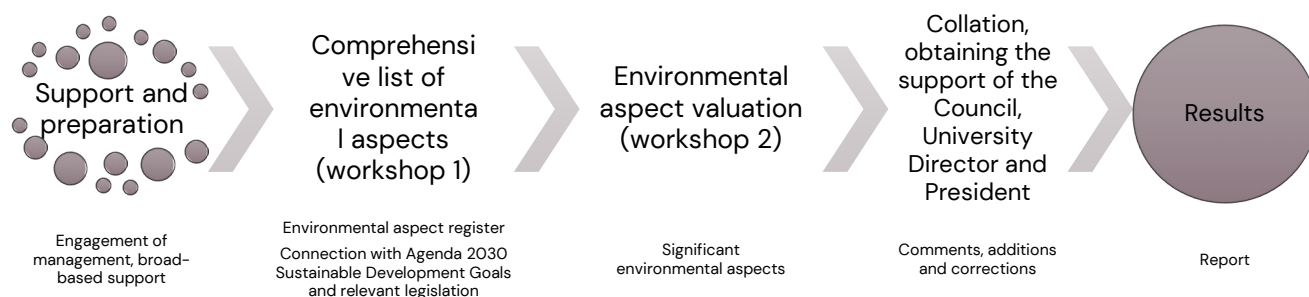 Support and
preparation
Comprehensi
ve list of
environmenta
l aspects
(workshop 1)
Environmental
aspect valuation
(workshop 2)
Collation,
obtaining the
support of the
Council,
University
Director and
President
Results
Engagement of
management, broad-
based support
Environmental aspect register
Connection with Agenda 2030
Sustainable Development Goals
and relevant legislation
Significant
environmental aspects
Comments, additions
and corrections
Report